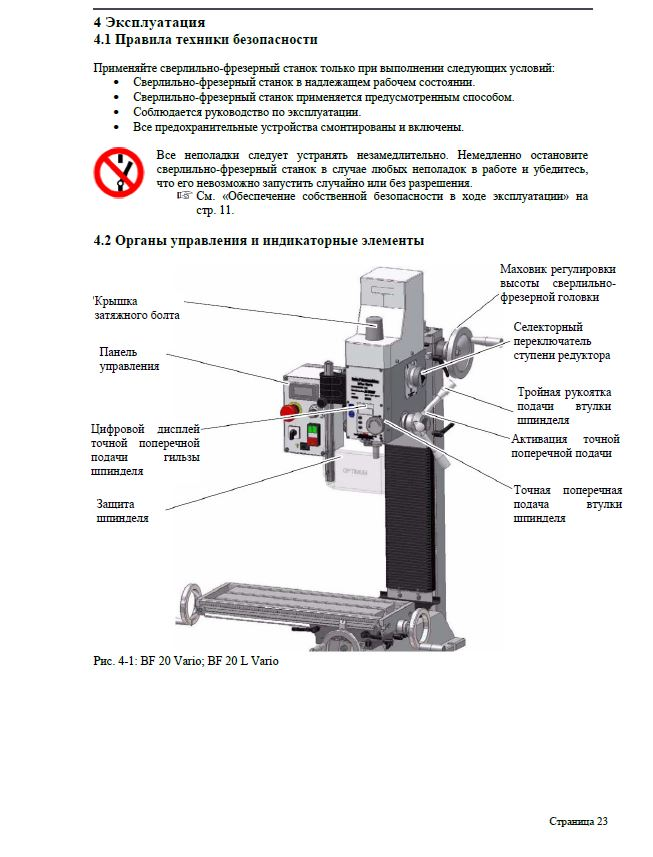 4 Эксплуатация
4.1 Правила техники безопасности
Применяйте сверлильно-фрезерный станок только при выполнении следующих условий:
• Сверлильно-фрезерный станок в надлежащем рабочем состоянии.
• Сверлильно-фрезерный станок применяется предусмотренным способом.
• Соблюдается руководство по эксплуатации.
• Все предохранительные устройства смонтированы и включены.
Все неполадки следует устранять незамедлительно. Немедленно остановите
сверлильно-фрезерный станок в случае любых неполадок в работе и убедитесь,
что его невозможно запустить случайно или без разрешения.
☞ См. «Обеспечение собственной безопасности в ходе эксплуатации» на
стр. 11.
4.2 Органы управления и индикаторные элементы
Крышка
затяжного болта
Панель
управления
Цифровой дисплей
точной поперечной
подачи гильзы
шпинделя
Защита
шпинделя
OPTIMUM
Маховик регулировки
высоты сверлильно-
фрезерной головки
Селекторный
переключатель
ступени редуктора
Тройная рукоятка
подачи втулки
шпинделя
Активация точной
поперечной подачи
Точная поперечная
подача втулки
шпинделя
Рис. 4-1: BF 20 Vario; BF 20 L Vario
Страница 23